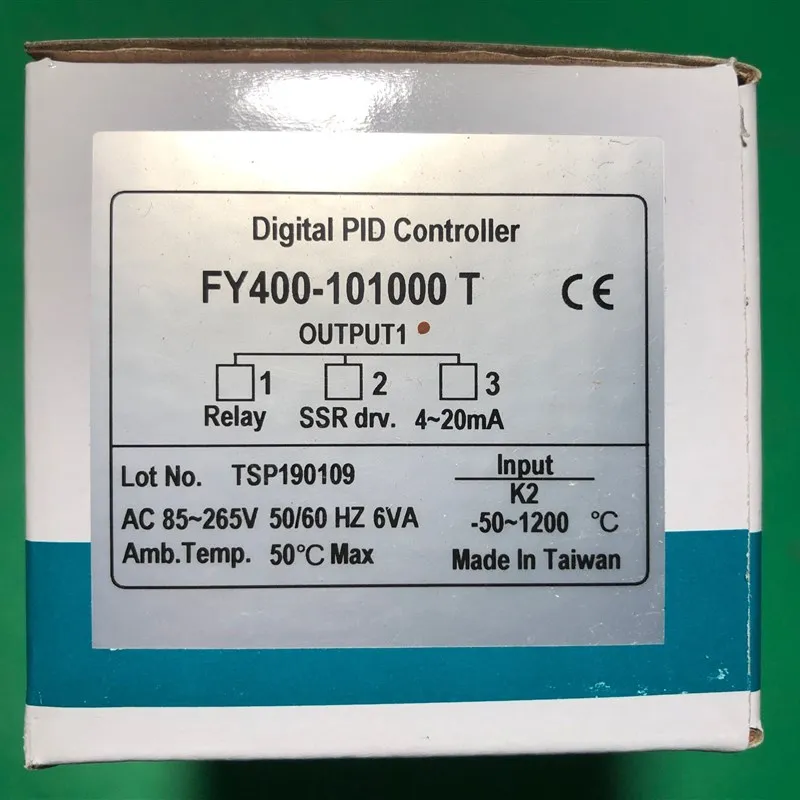 Digital PID Controller
FY400-101000 T CE
OUTPUT1
1 2 3
Relay SSR drv. 4~20mA
Lot No. TSP190109
Input
K2
AC 85~265V 50/60 HZ 6VA -50~1200 °C
Amb.Temp. 50°C Max Made In Taiwan